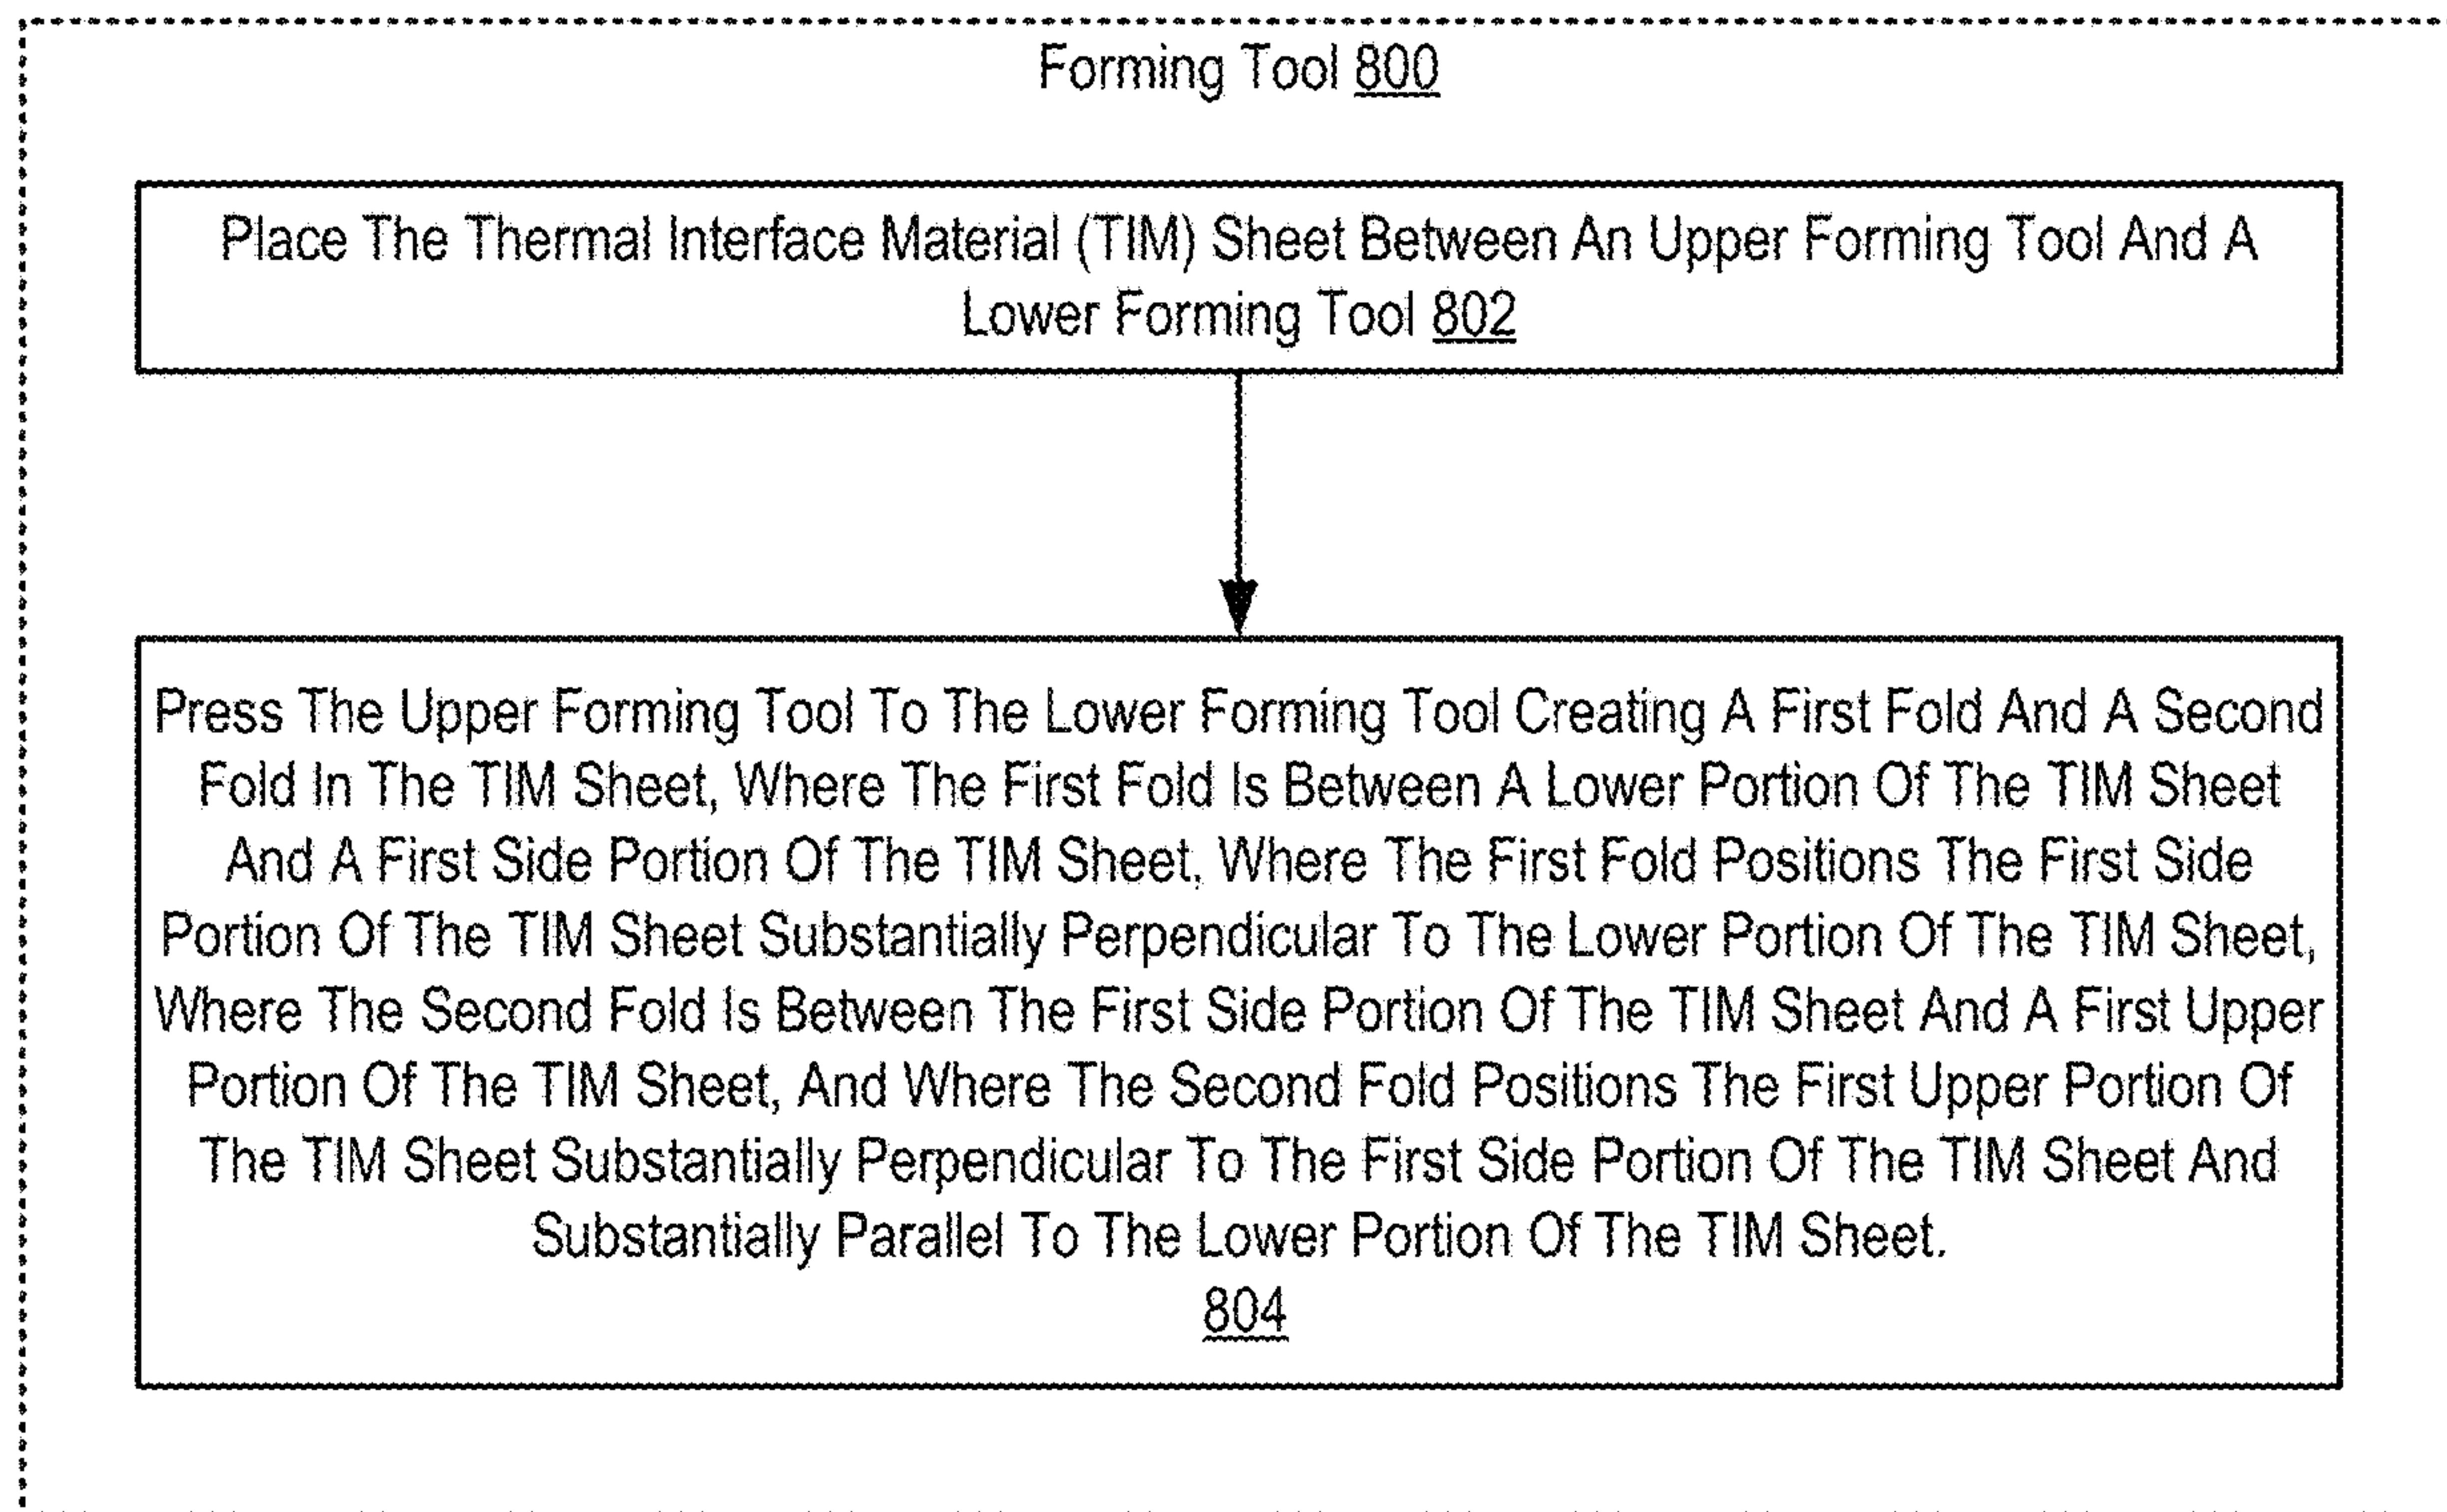 Forming Tool 800
Place The Thermal Interface Material (TIM) Sheet Between An Upper Forming Tool And A
Lower Forming Tool 802
Press The Upper Forming Tool To The Lower Forming Tool Creating A First Fold And A Second
Fold In The TIM Sheet, Where The First Fold Is Between A Lower Portion Of The TIM Sheet
And A First Side Portion Of The TIM Sheet, Where The First Fold Positions The First Side
Portion Of The TIM Sheet Substantially Perpendicular To The Lower Portion Of The TIM Sheet,
Where The Second Fold Is Between The First Side Portion Of The TIM Sheet And A First Upper
Portion Of The TIM Sheet, And Where The Second Fold Positions The First Upper Portion Of
The TIM Sheet Substantially Perpendicular To The First Side Portion Of The TIM Sheet And
Substantially Parallel To The Lower Portion Of The TIM Sheet.
804